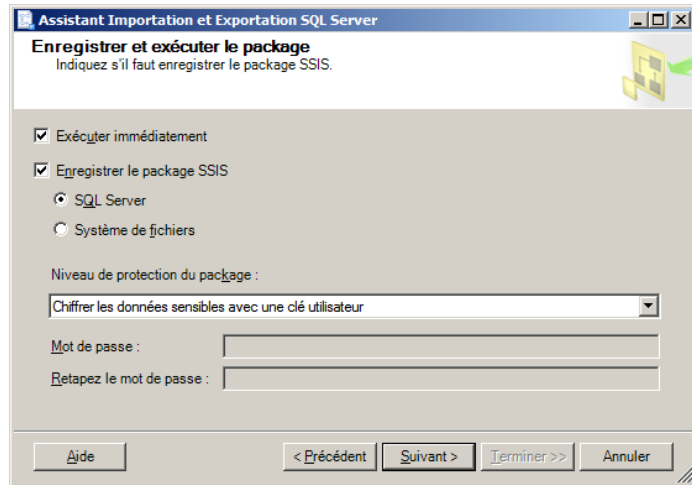 Assistant Importation et Exportation SQL Server
Enregistrer et exécuter le package
Indiquez s'il faut enregistrer le package SSIS.
Exécuter immédiatement
Enregistrer le package SSIS
SQL Server
Système de fichiers
Niveau de protection du package :
Chiffrer les données sensibles avec une clé utilisateur
Mot de passe :
Retapez le mot de passe :
Aide
< Précédent
Suivant >
Terminer >>
Annuler